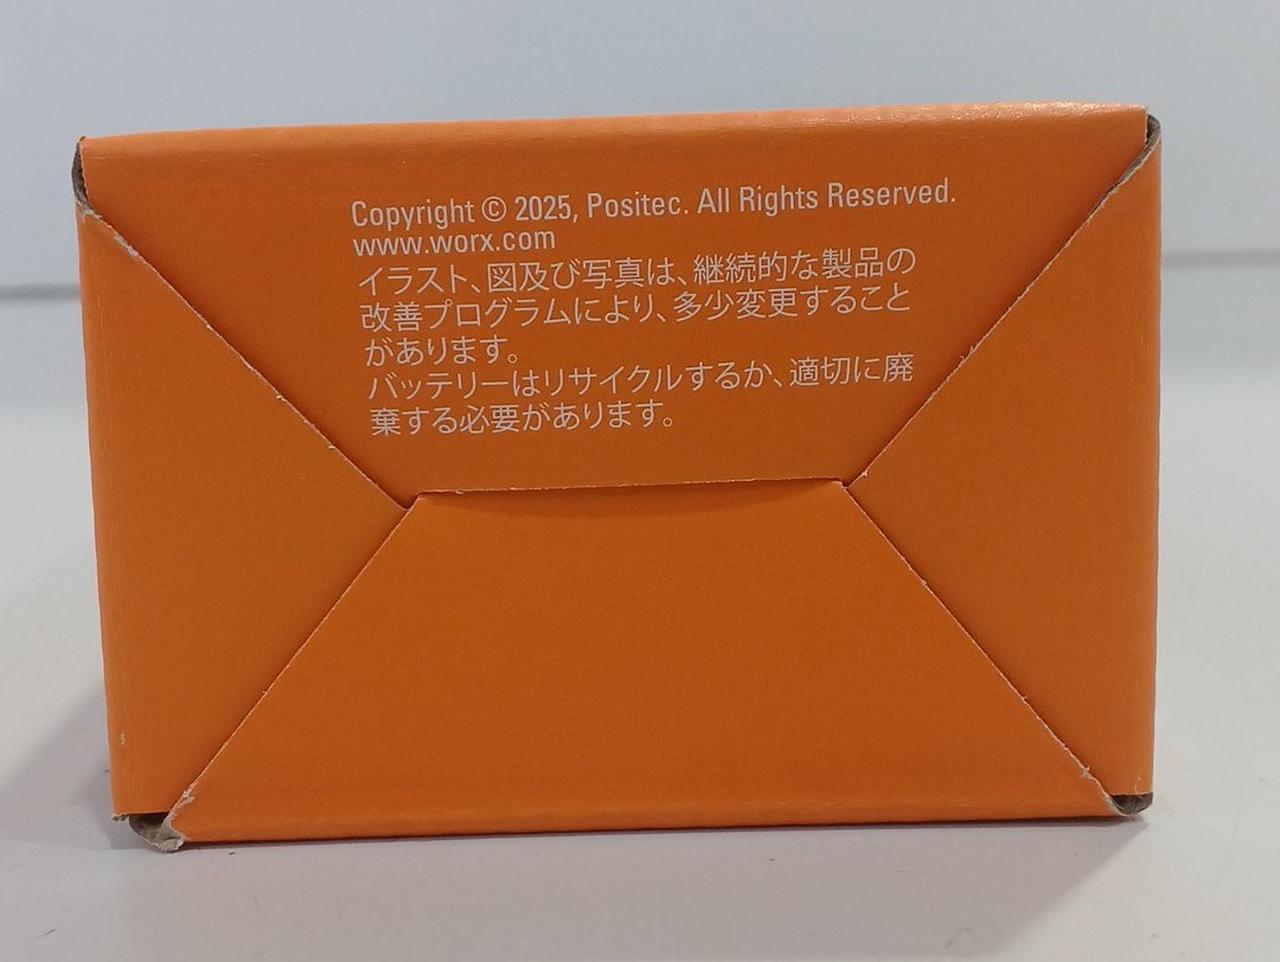 Copyright © 2025, Positec. All Rights Reserved.
www.worx.com
イラスト、図及び写真は、継続的な製品の
改善プログラムにより、多少変更すること
があります。
バッテリーはリサイクルするか、適切に廃
棄する必要があります。